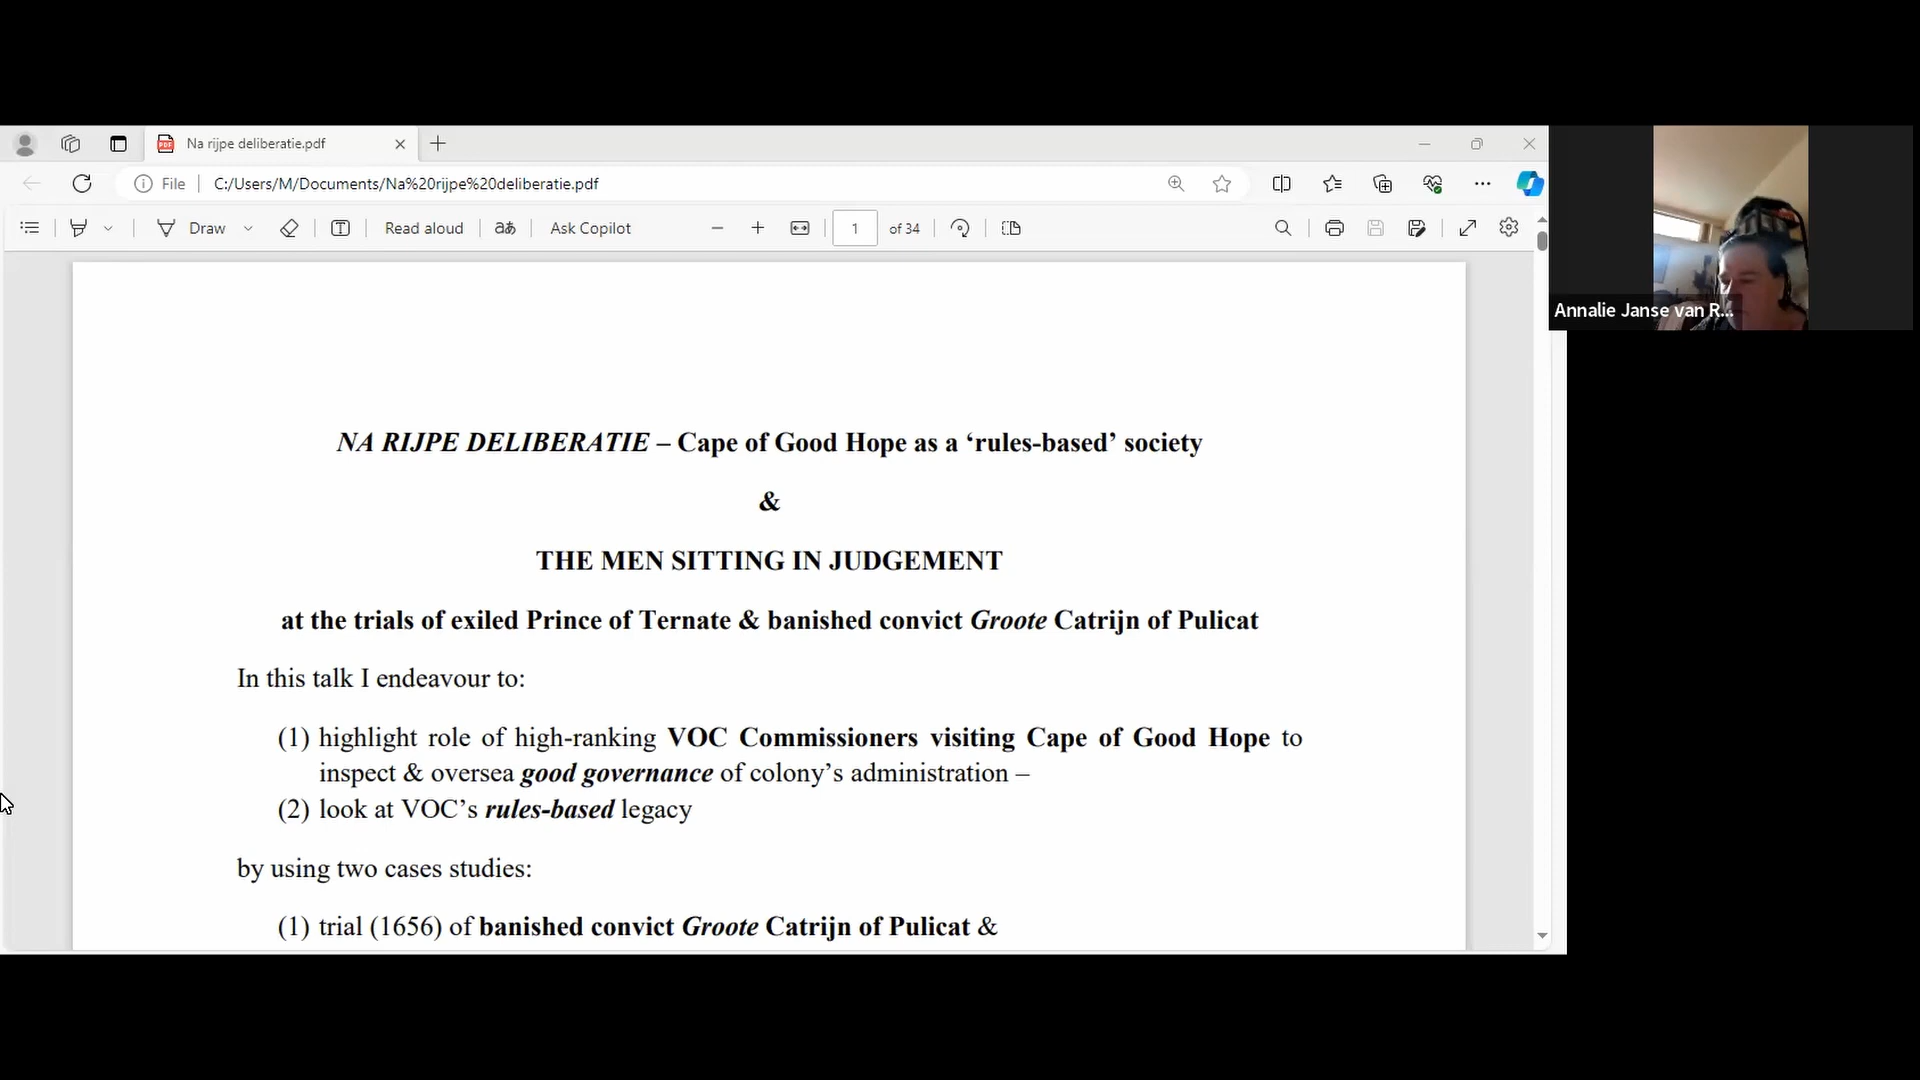 Na rijpe deliberatie.pdf
File
C:/Users/M/Documents/Na%20rijpe%20deliberatie.pdf
Draw
Read aloud
aあ
Ask Copilot
1
of 34
NA RIJPE DELIBERATIE – Cape of Good Hope as a ‘rules-based’ society
&
THE MEN SITTING IN JUDGEMENT
at the trials of exiled Prince of Ternate & banished convict Groote Catrijn of Pulicat
In this talk I endeavour to:
(1) highlight role of high-ranking VOC Commissioners visiting Cape of Good Hope to
inspect & oversea good governance of colony’s administration –
(2) look at VOC’s rules-based legacy
by using two cases studies:
(1) trial (1656) of banished convict Groote Catrijn of Pulicat &
Annalie Janse van R...